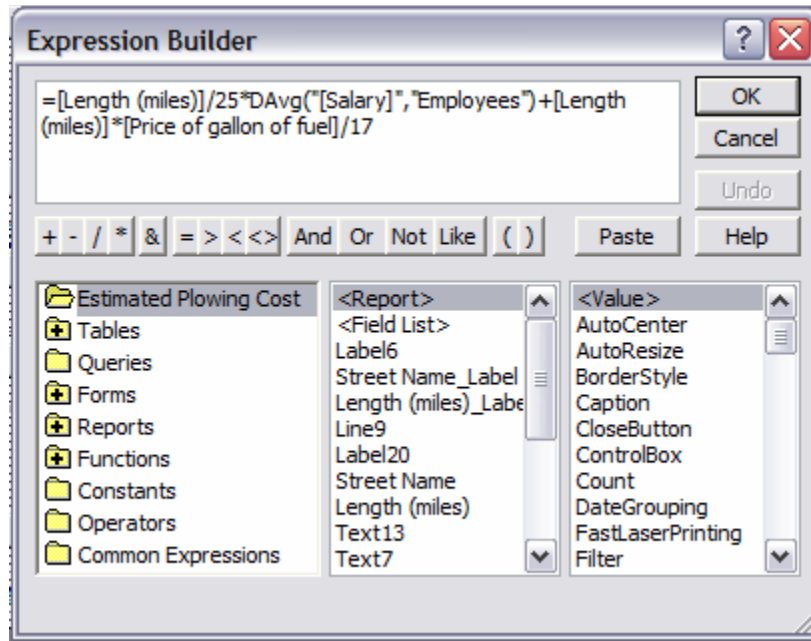 Expression Builder
=[Length (miles)]/25*DAvg("[Salary]","Employees")+[Length
(miles)]*[Price of gallon of fuel]/17
OK
Cancel
Undo
+ - / * & = > < <> And Or Not Like ( ) Paste Help
Estimated Plowing Cost
Tables
Queries
Forms
Reports
Functions
Constants
Operators
Common Expressions
<Report>
<Field List>
Label6
Street Name_Label
Length (miles)_Labe
Line9
Label20
Street Name
Length (miles)
Text13
Text7
<Value>
AutoCenter
AutoResize
BorderStyle
Caption
CloseButton
ControlBox
Count
DateGrouping
FastLaserPrinting
Filter